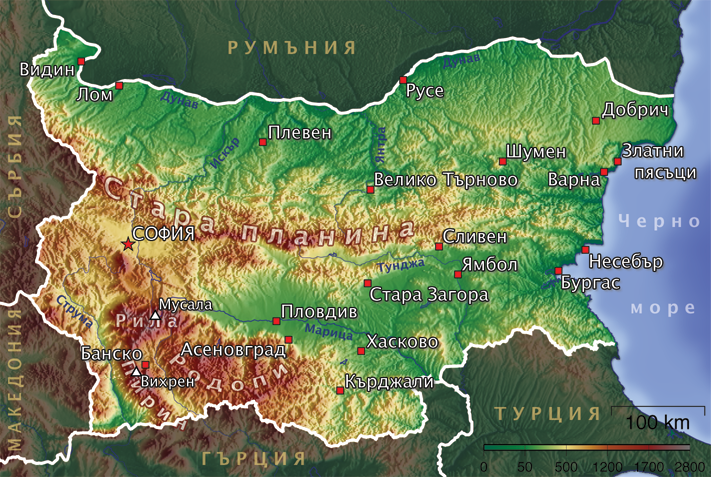 РУМЪНИЯ
Видин
Дунав
Русе
Лом
Дунав
Добрич
Плевен
Искър
Янтра
Шумен
Златни
пясъци
Варна
СЪРБИЯ
Велико Търново
Стара планина
Черно
море
СОФИЯ
Сливен
Тунджа
Ямбол
Несебър
Бургас
Стара Загора
Струма
Мусала
Рила
Пловдив
Марица
Асеновград
Хасково
МАКЕДОНИЯ
Банско
Родопи
Вихрен
Пирин
Кърджали
ТУРЦИЯ
100 km
ГЪРЦИЯ
0 50 500 1200 1700 2800